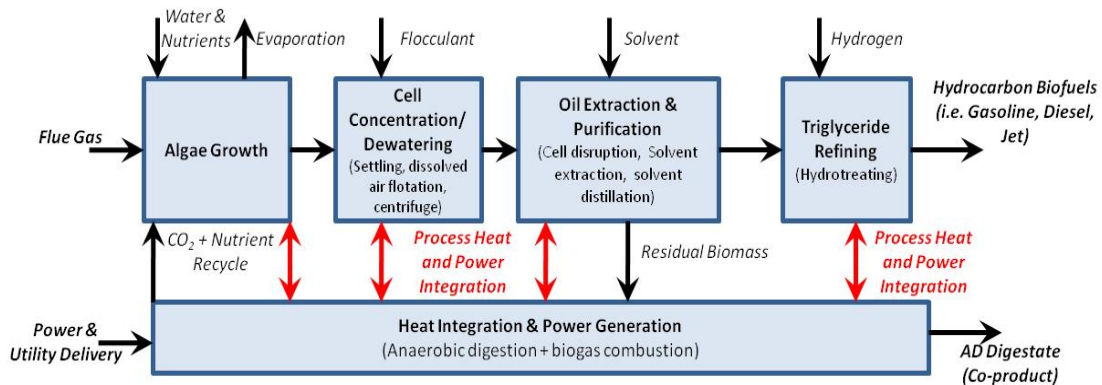 Water &
Nutrients
Evaporation
Flocculant
Solvent
Hydrogen
Flue Gas
Algae Growth
Cell
Concentration/
Dewatering
(Settling, dissolved
air flotation,
centrifuge)
Oil Extraction &
Purification
(Cell disruption, Solvent
extraction, solvent
distillation)
Triglyceride
Refining
(Hydrotreating)
Hydrocarbon Biofuels
(i.e. Gasoline, Diesel,
Jet)
CO2 + Nutrient
Recycle
Process Heat
and Power
Integration
Residual Biomass
Process Heat
and Power
Integration
Power &
Utility Delivery
Heat Integration & Power Generation
(Anaerobic digestion + biogas combustion)
AD Digestate
(Co-product)